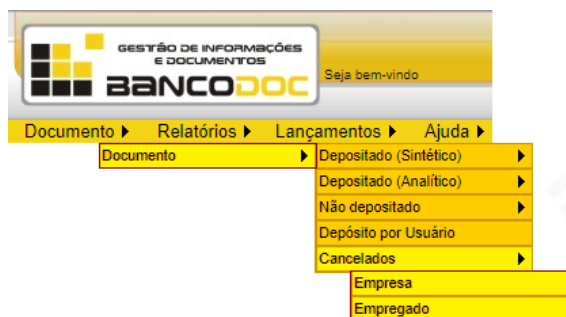 GESTÃO DE INFORMAÇÕES
E DOCUMENTOS
BANCODOC
Seja bem-vindo
Documento Relatórios Lançamentos Ajuda
Documento
Depositado (Sintético)
Depositado (Analítico)
Não depositado
Depósito por Usuário
Cancelados
Empresa
Empregado